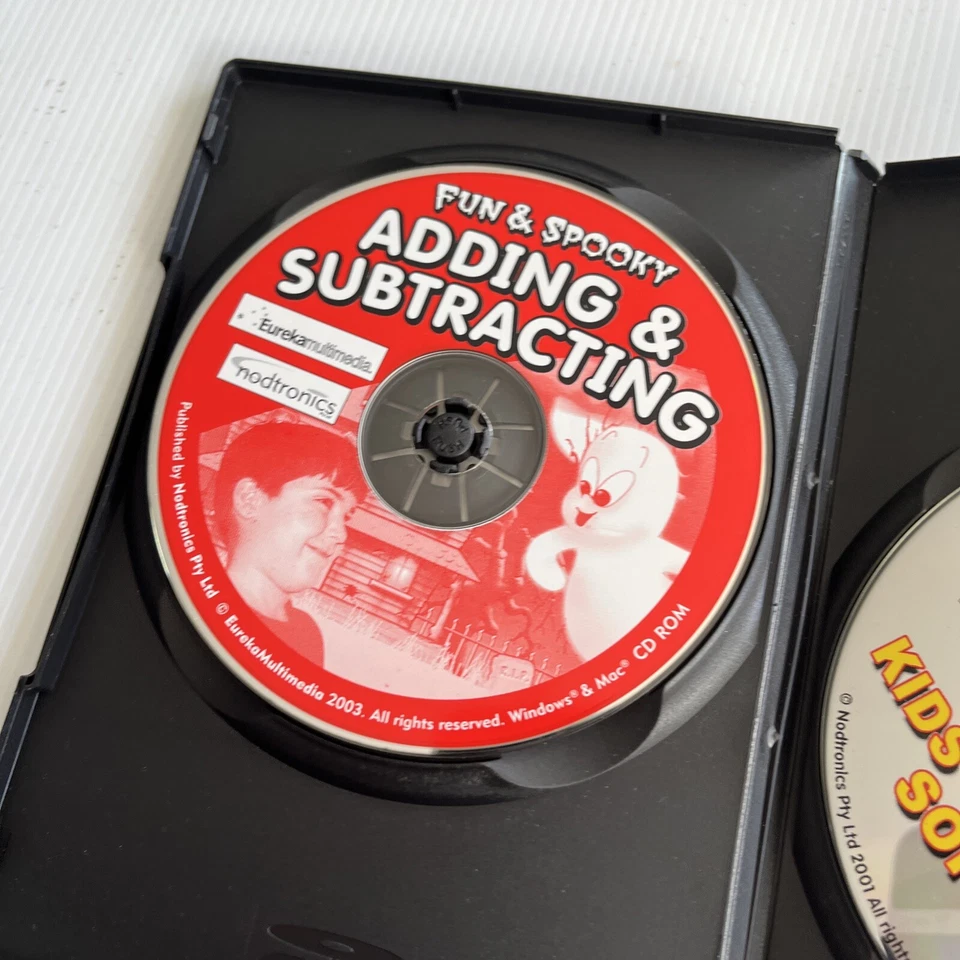 FUN & SPOOKY
ADDING &
SUBTRACTING
Eurekamultimedia.
nodtronics
Published by Nodtronics Pty Ltd © EurekaMultimedia 2003. All rights reserved. Windows® & Mac® CD ROM
R.I.P.
KIDS
© Nodtronics Pty Ltd 2001 All